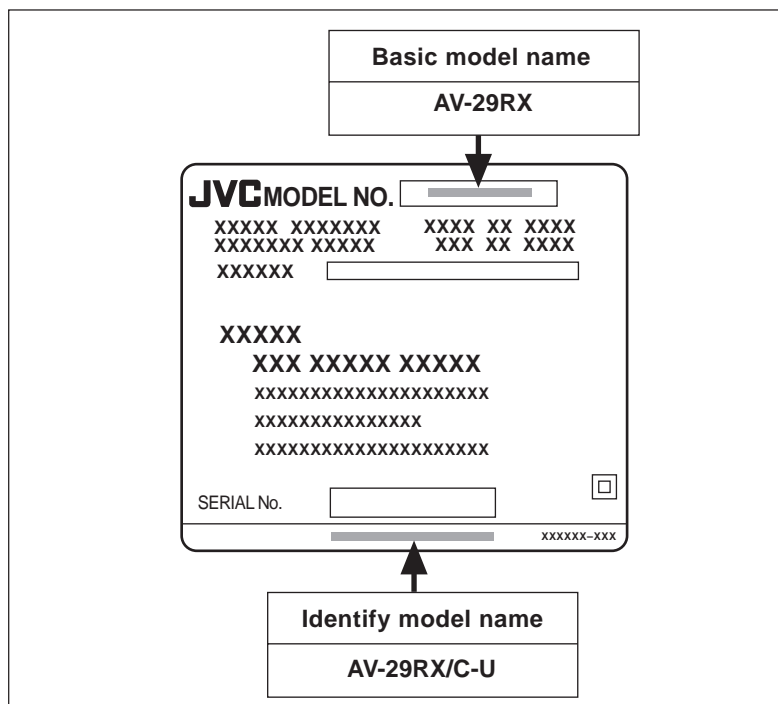 Basic model name
AV-29RX
JVC MODEL NO.
XXXXX XXXXXXX XXXX XX XXXX
XXXXXXX XXXXX XXX XX XXXX
XXXXXX
XXXXX
XXX XXXXX XXXXX
XXXXXXXXXXXXXXXXXXXXX
XXXXXXXXXXXXXXX
XXXXXXXXXXXXXXXXXXXXX
SERIAL No.
XXXXXX-XXX
Identify model name
AV-29RX/C-U